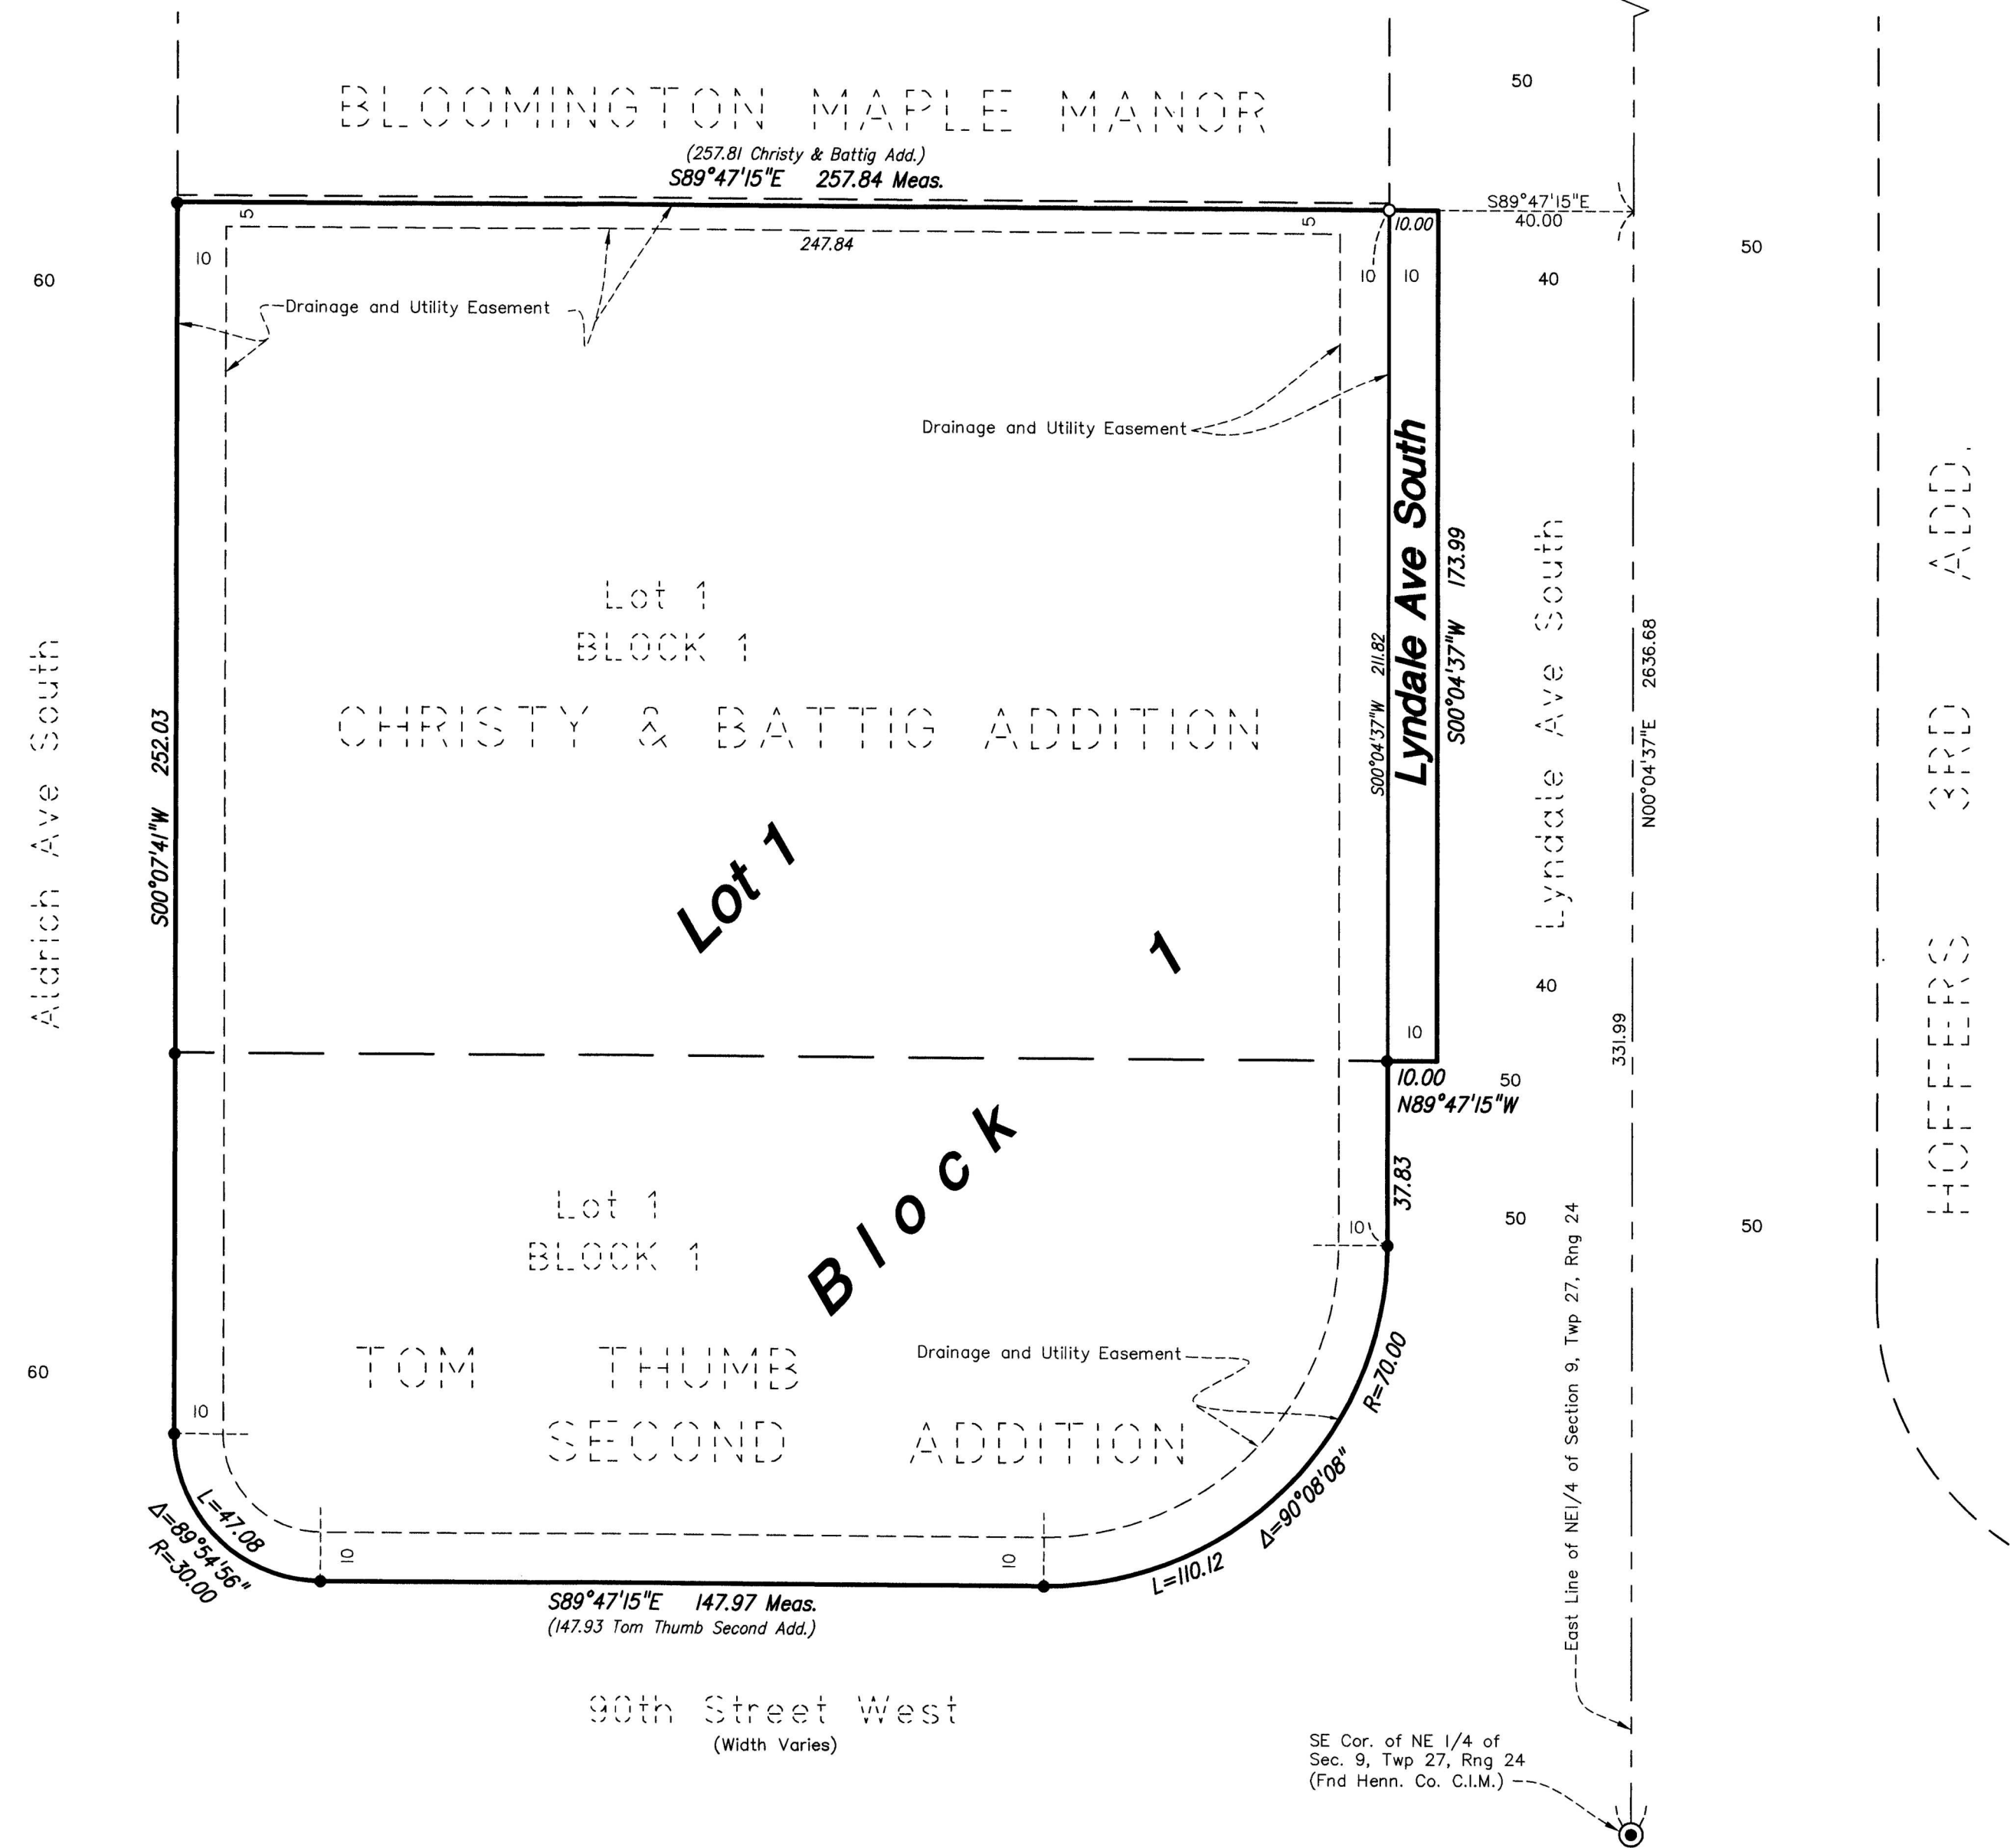 50
BLOOMINGTON MAPLE MANOR
(257.81 Christy & Battig Add.)
S89°47'15"E 257.84 Meas.
S89°47'15"E
40.00
5
5
10.00
247.84
50
10
10
10
40
60
Drainage and Utility Easement
Drainage and Utility Easement
Lyndale Ave South
S00°04'37"W 173.99
S00°04'37"W 211.82
Lyndale Ave South
N00°04'37"E 2636.68
HOFFERS 3RD ADD.
Lot 1
BLOCK 1
CHRISTY & BATTIG ADDITION
Aldrich Ave South
S00°07'41"W 252.03
Lot 1
Block 1
40
10
331.99
10.00
50
N89°47'15"W
37.83
Lot 1
BLOCK 1
10
50
50
TOM THUMB
SECOND ADDITION
Drainage and Utility Easement
60
10
R=70.00
Δ=90°08'08"
L=110.12
L=47.08
Δ=89°54'56"
R=30.00
10
10
S89°47'15"E 147.97 Meas.
(147.93 Tom Thumb Second Add.)
East Line of NE1/4 of Section 9, Twp 27, Rng 24
90th Street West
(Width Varies)
SE Cor. of NE 1/4 of
Sec. 9, Twp 27, Rng 24
(Fnd Henn. Co. C.I.M.)